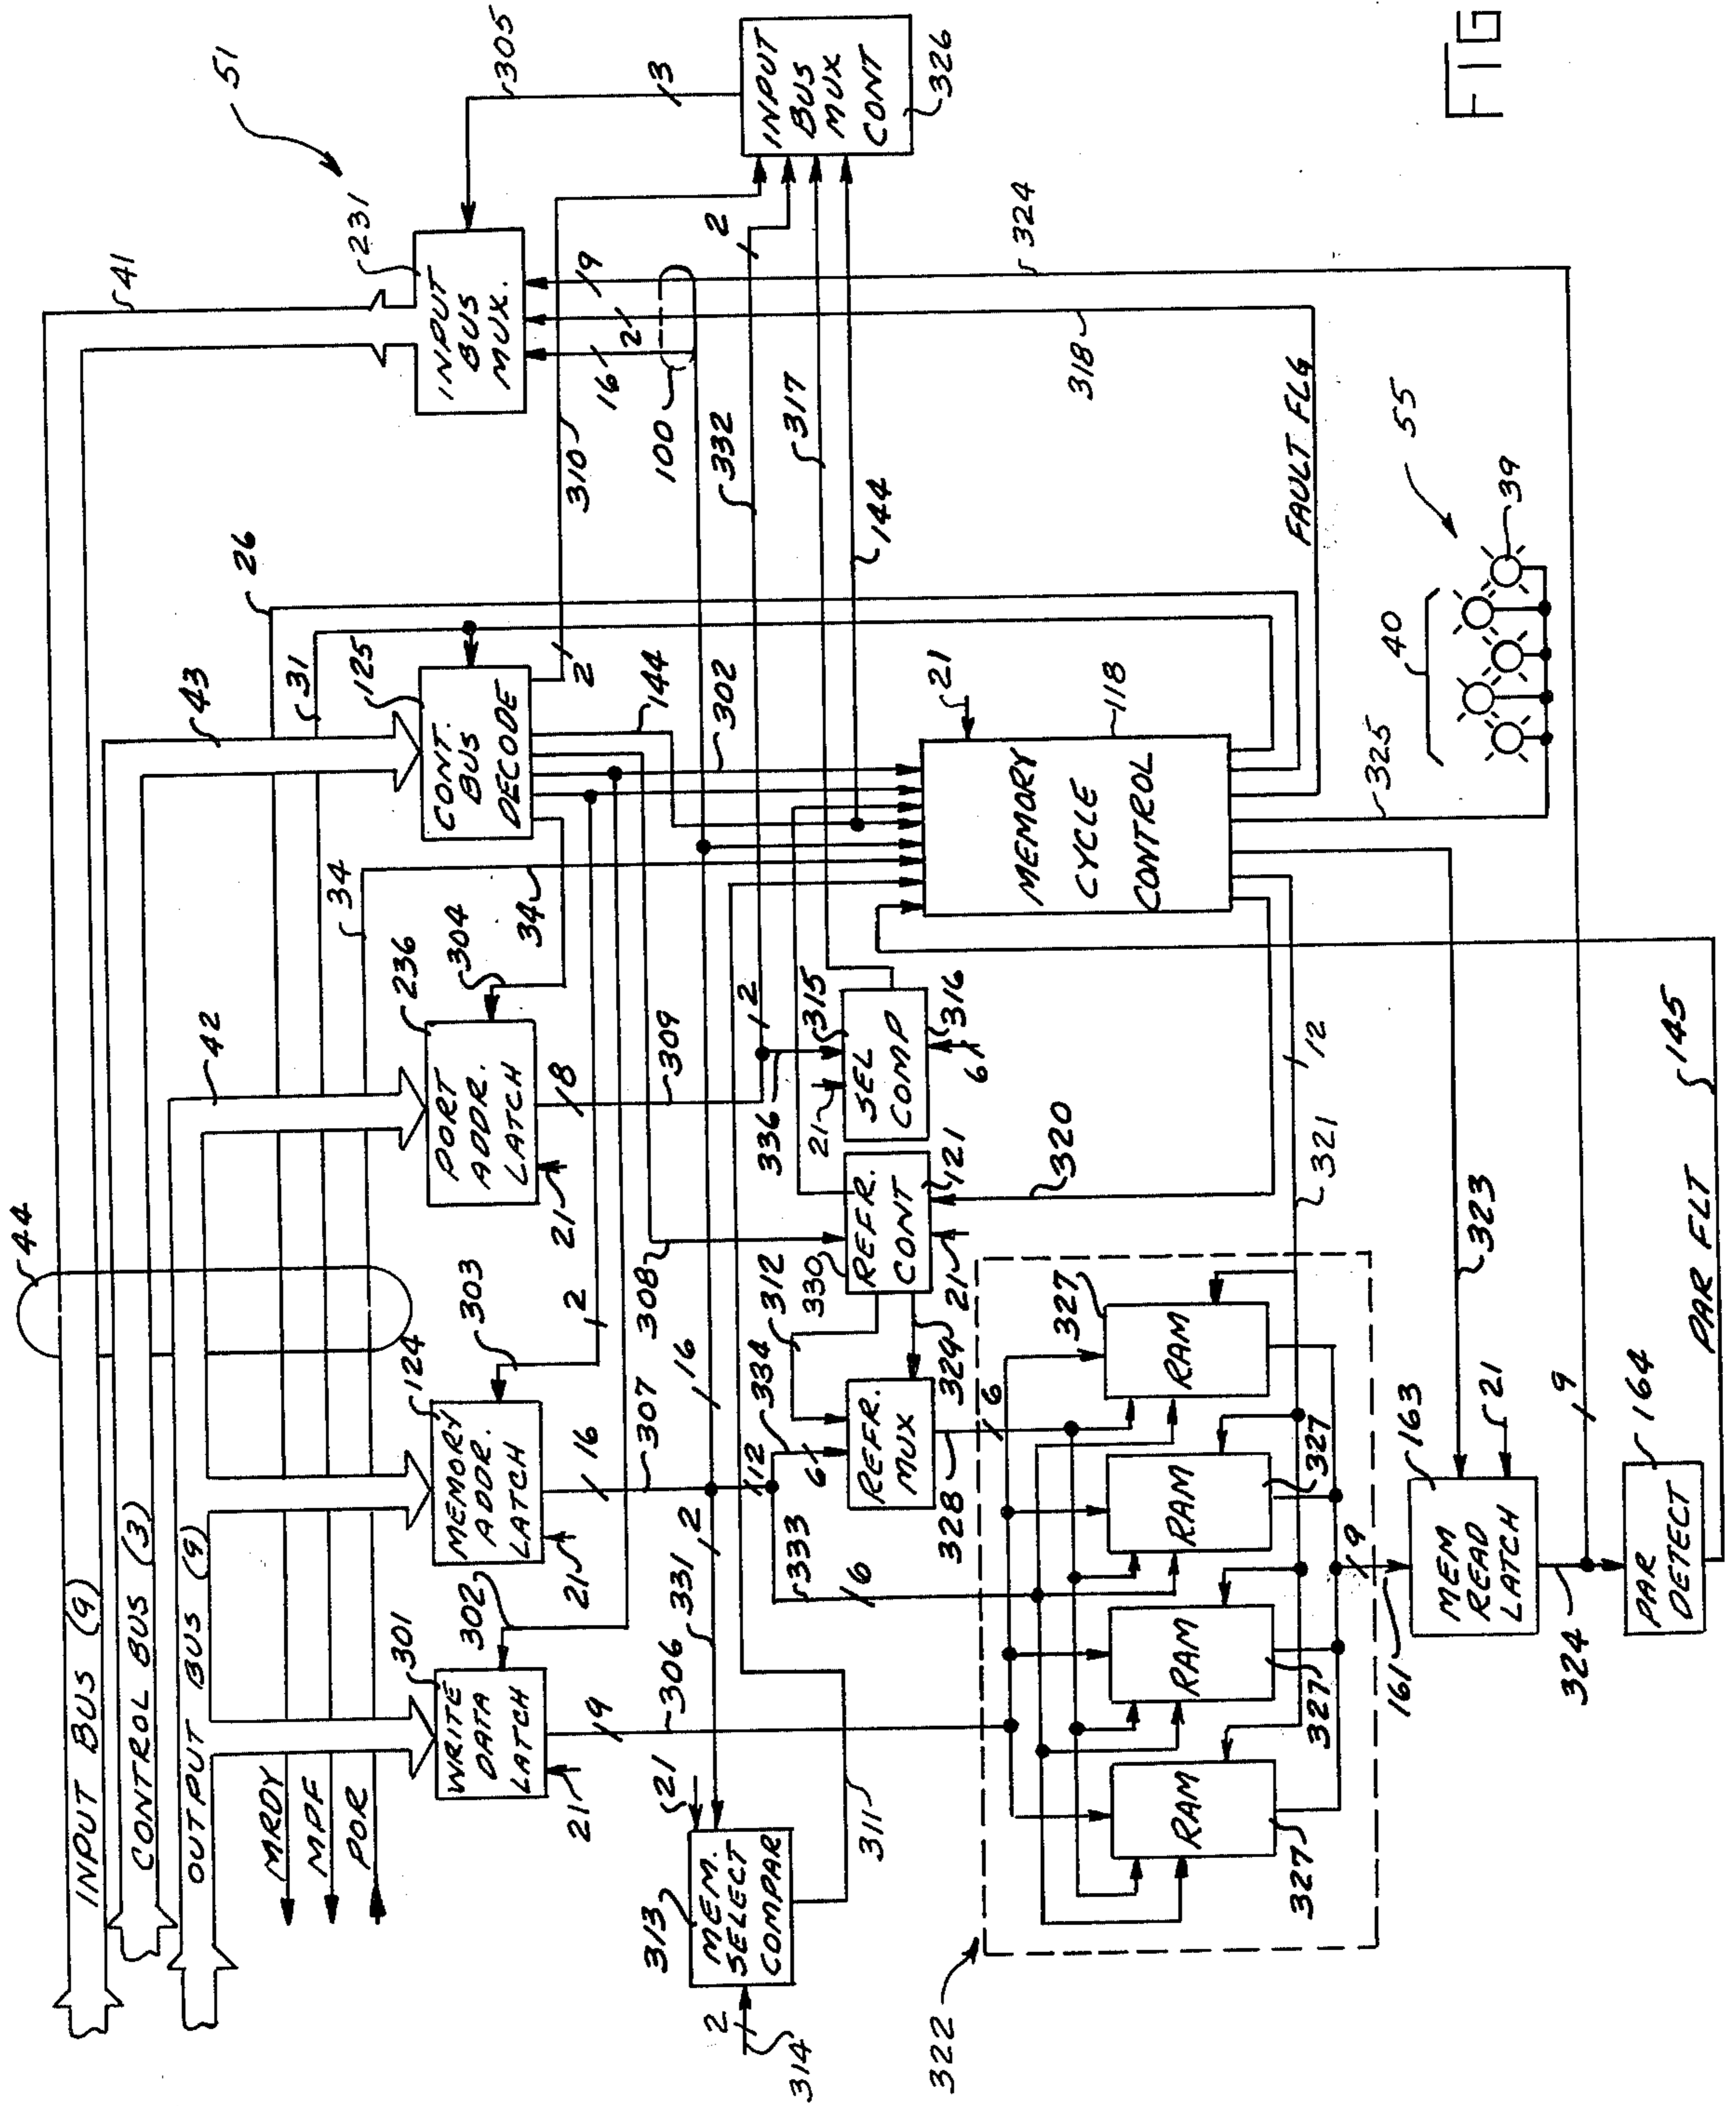 INPUT BUS (9)
CONTROL BUS (3)
OUTPUT BUS (9)
MRDY
MPF
POR
44
42
43
26
31
34
41
51
301
WRITE
DATA
LATCH
21
302
124
MEMORY
ADDR.
LATCH
21
303
236
PORT
ADDR.
LATCH
21
304
34
125
CONT.
BUS
DECODE
231
INPUT
BUS
MUX.
305
3
INPUT
BUS
MUX
CONT
326
9
306
16
307
2
308
18
309
2
144
302
310
16
2
9
100
332
2
317
144
313
MEM.
SELECT
COMPAR
2
314
21
331
2
311
16
12
334
6
333
6
312
330
REFR.
MUX
328
324
REFR.
CONT
121
21
320
336
2
315
21
SEL
COMP
316
6
MEMORY
CYCLE
CONTROL
21
118
322
RAM
327
RAM
327
RAM
327
RAM
327
6
321
12
9
161
323
163
MEM
READ
LATCH
21
324
9
PAR
DETECT
164
PAR FLT
145
325
40
39
55
FAULT FLG
318
324
FIG